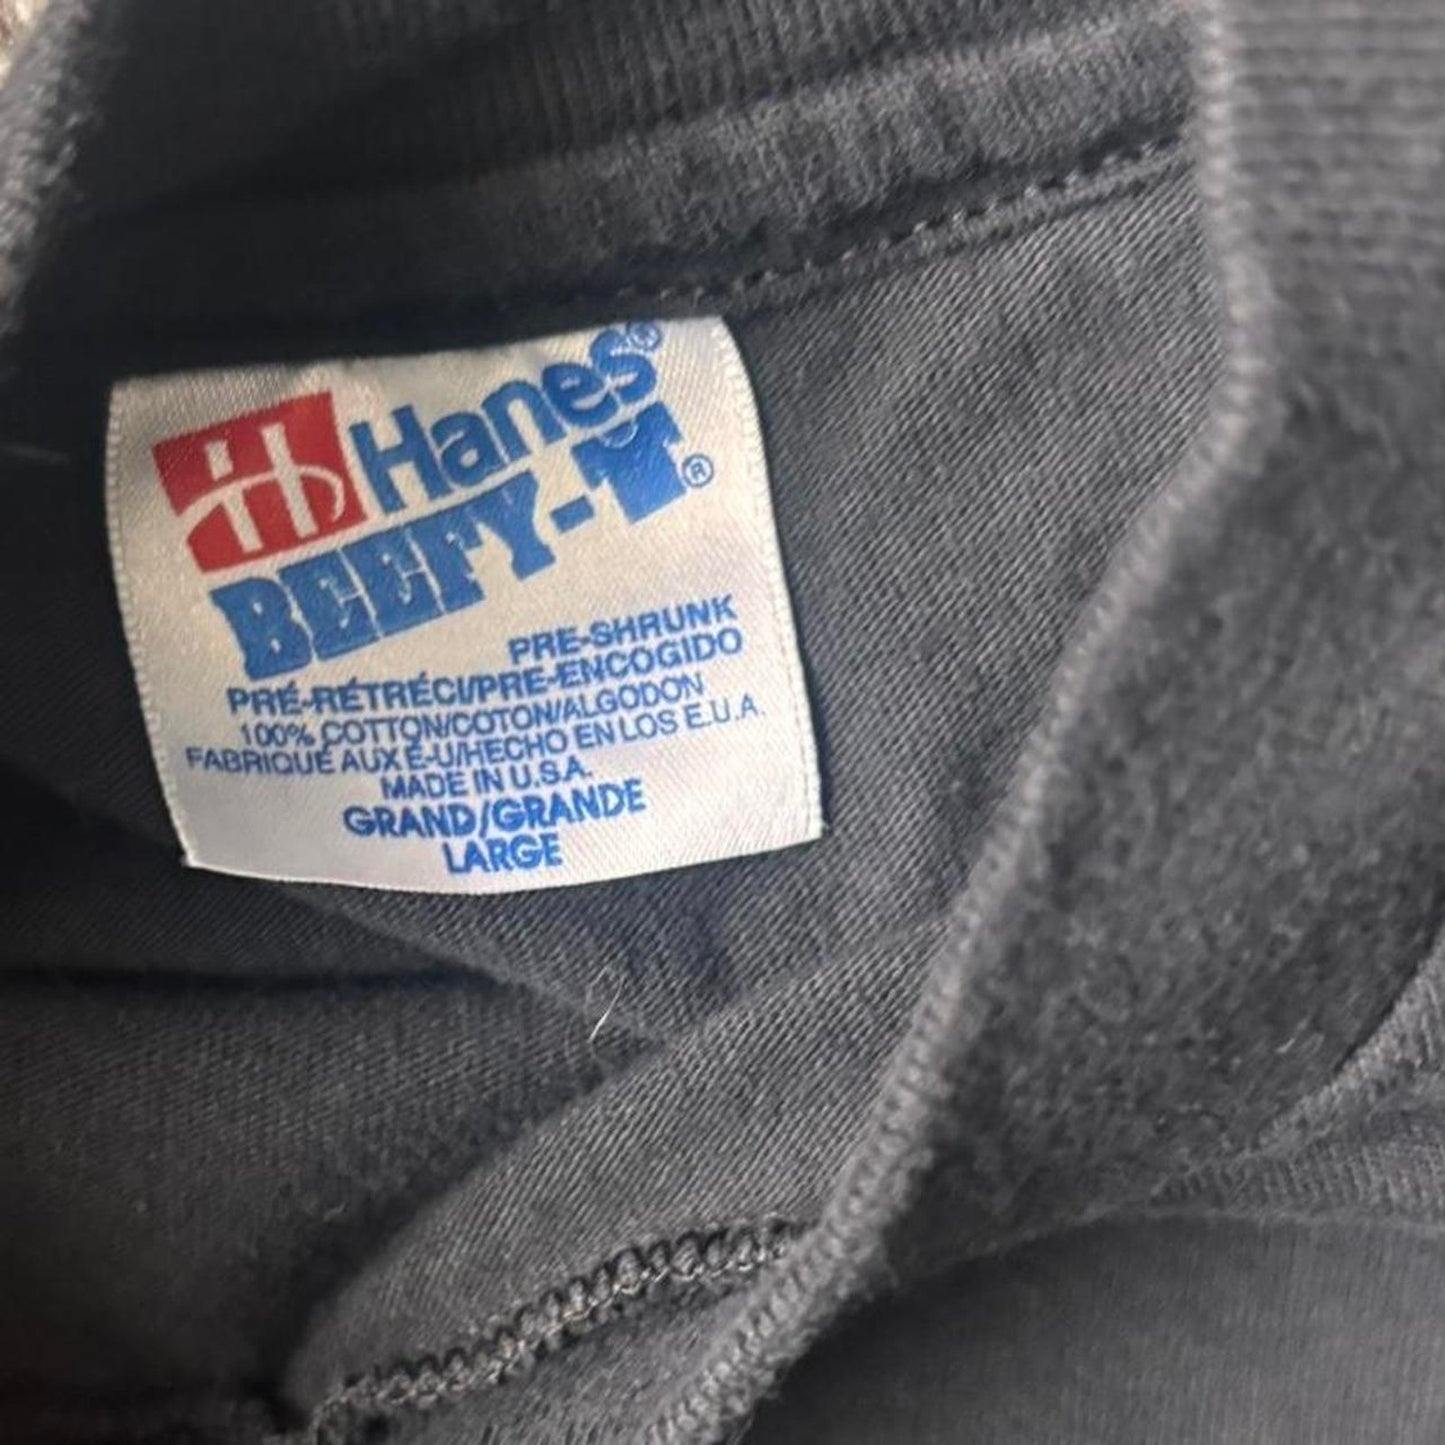 Hanes®
BEEFY-T®
PRE-SHRUNK
PRÉ-RÉTRÉCI/PRE-ENCOGIDO
100% COTTON/COTON/ALGODON
FABRIQUÉ AUX É-U/HECHO EN LOS E.U.A.
MADE IN U.S.A.
GRAND/GRANDE
LARGE